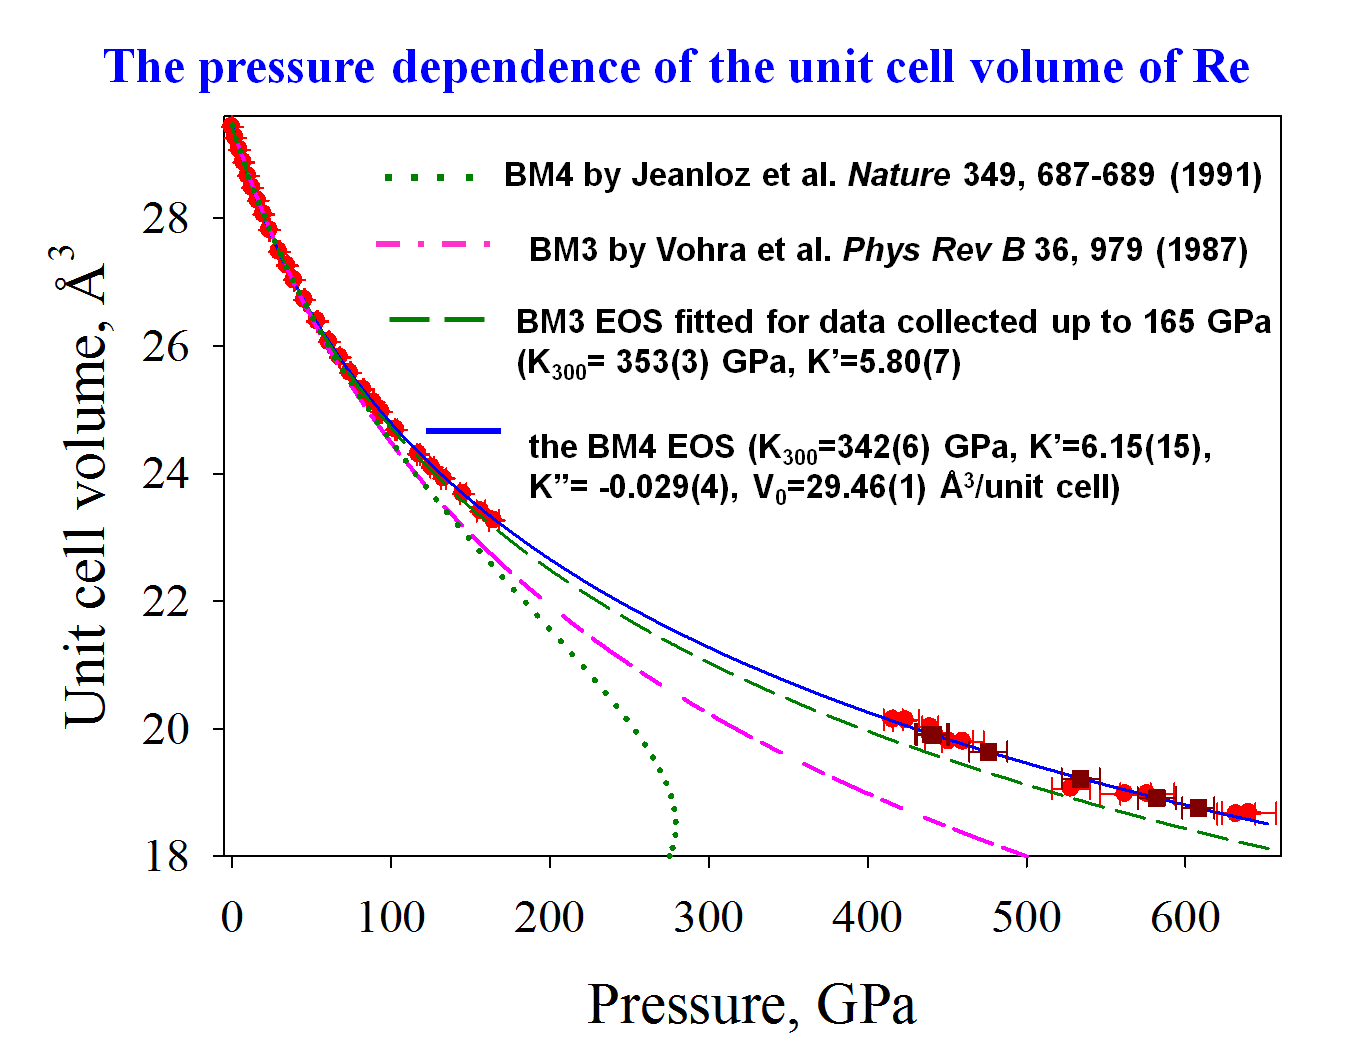 The pressure dependence of the unit cell volume of Re
BM4 by Jeanloz et al. Nature 349, 687-689 (1991)
BM3 by Vohra et al. Phys Rev B 36, 979 (1987)
BM3 EOS fitted for data collected up to 165 GPa
(K300= 353(3) GPa, K’=5.80(7)
the BM4 EOS (K300=342(6) GPa, K’=6.15(15),
K”= -0.029(4), V0=29.46(1) Å3/unit cell)
Unit cell volume, Å3
28
26
24
22
20
18
0 100 200 300 400 500 600
Pressure, GPa